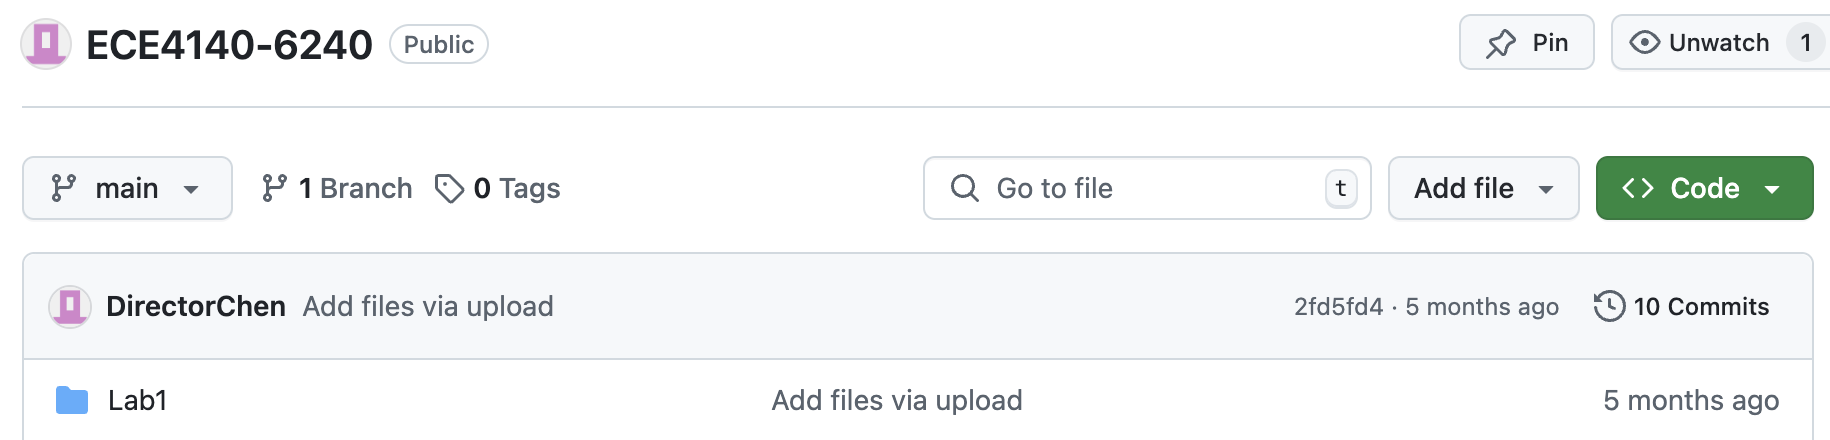 ECE4140-6240 Public Pin Unwatch 1
main 1 Branch 0 Tags Go to file t Add file Code
DirectorChen Add files via upload 2fd5fd4 · 5 months ago 10 Commits
Lab1 Add files via upload 5 months ago